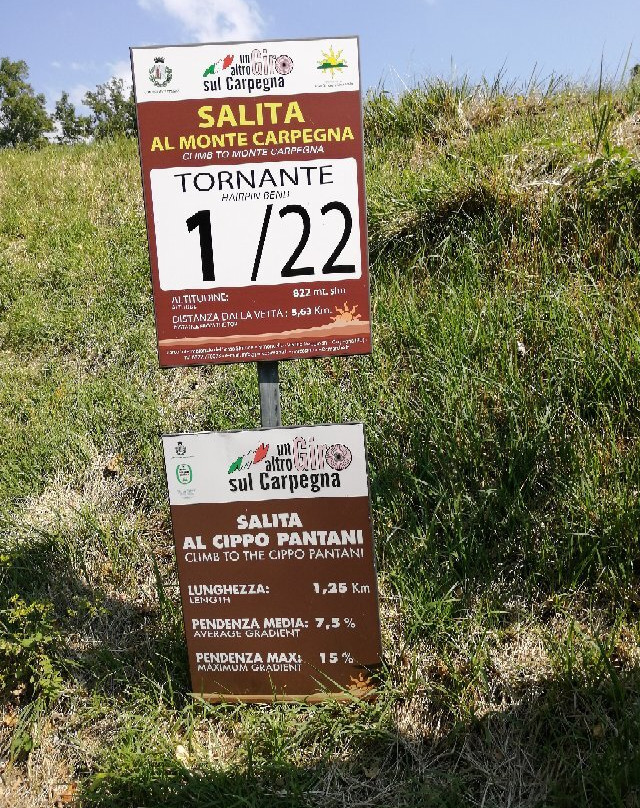 un
altro Giro
sul Carpegna
SALITA
AL MONTE CARPEGNA
CLIMB TO MONTE CARPEGNA
TORNANTE
HAIRPIN BEND
1/22
ALTITUDINE: 822 mt. slm
ALTITUDE
DISTANZA DALLA VETTA: 5,63 Km.
un
altro Giro
sul Carpegna
SALITA
AL CIPPO PANTANI
CLIMB TO THE CIPPO PANTANI
LUNGHEZZA: 1,25 Km
LENGTH
PENDENZA MEDIA: 7,5 %
AVERAGE GRADIENT
PENDENZA MAX: 15 %
MAXIMUM GRADIENT